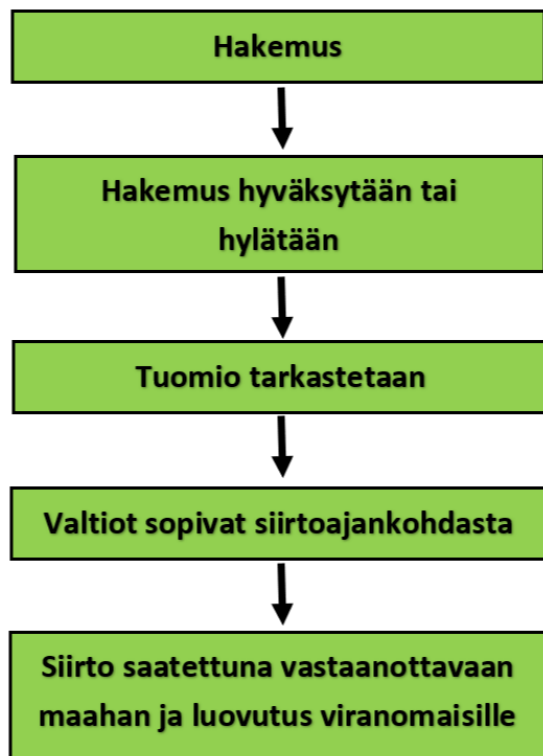 Hakemus
Hakemus hyväksytään tai
hylätään
Tuomio tarkastetaan
Valtiot sopivat siirtoajankohdasta
Siirto saatettuna vastaanottavaan
maahan ja luovutus viranomaisille